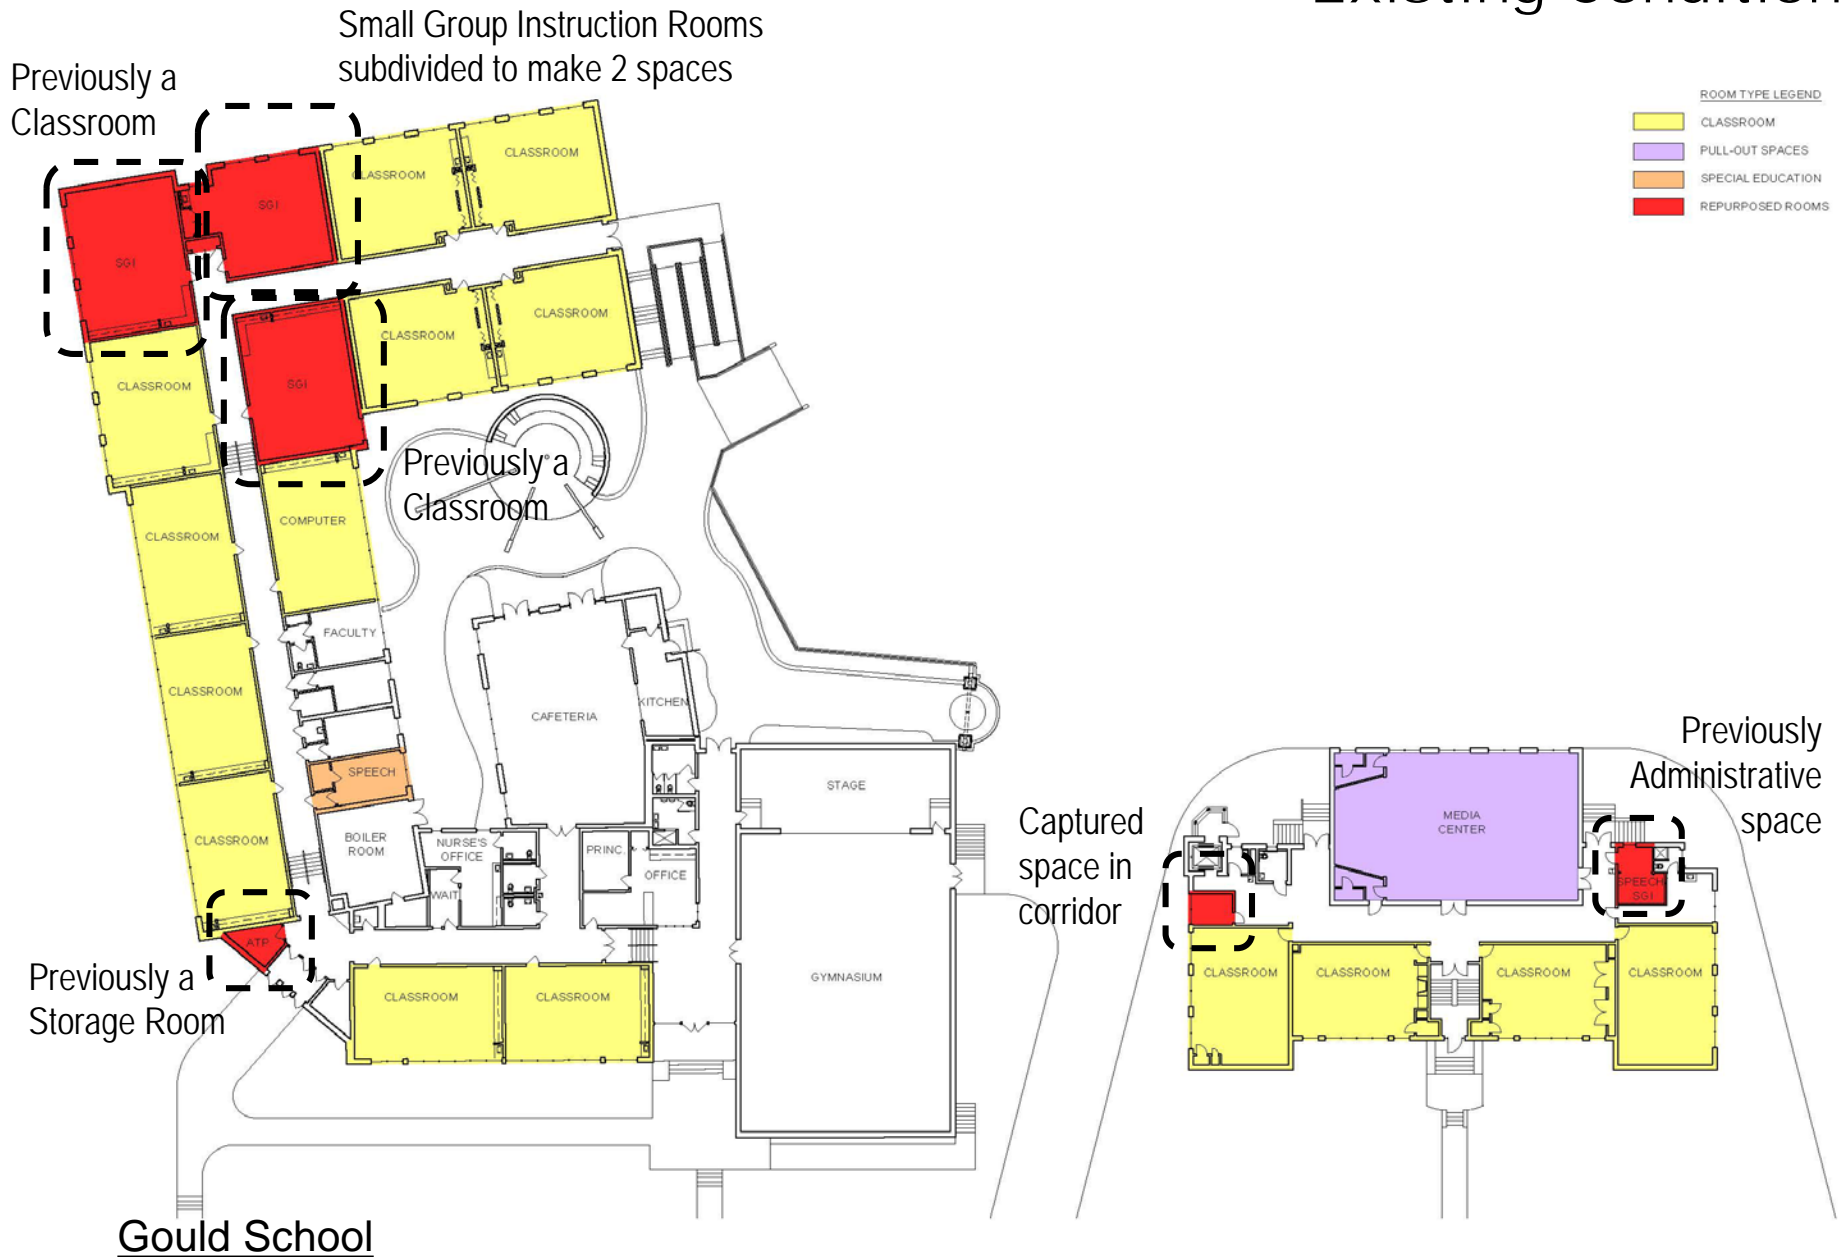 Existing Condition
Small Group Instruction Rooms
subdivided to make 2 spaces
Previously a
Classroom
ROOM TYPE LEGEND
CLASSROOM
PULL-OUT SPACES
SPECIAL EDUCATION
REPURPOSED ROOMS
CLASSROOM
CLASSROOM
SGI
SGI
CLASSROOM
CLASSROOM
SGI
CLASSROOM
Previously a
Classroom
COMPUTER
CLASSROOM
FACULTY
CLASSROOM
KITCHEN
CAFETERIA
SPEECH
STAGE
CLASSROOM
BOILER
ROOM
NURSE'S
OFFICE
PRINC.
OFFICE
WAIT
ATP
Previously a
Storage Room
CLASSROOM
CLASSROOM
GYMNASIUM
Captured
space in
corridor
MEDIA
CENTER
Previously
Administrative
space
SPEECH
SGI
CLASSROOM
CLASSROOM
CLASSROOM
CLASSROOM
Gould School